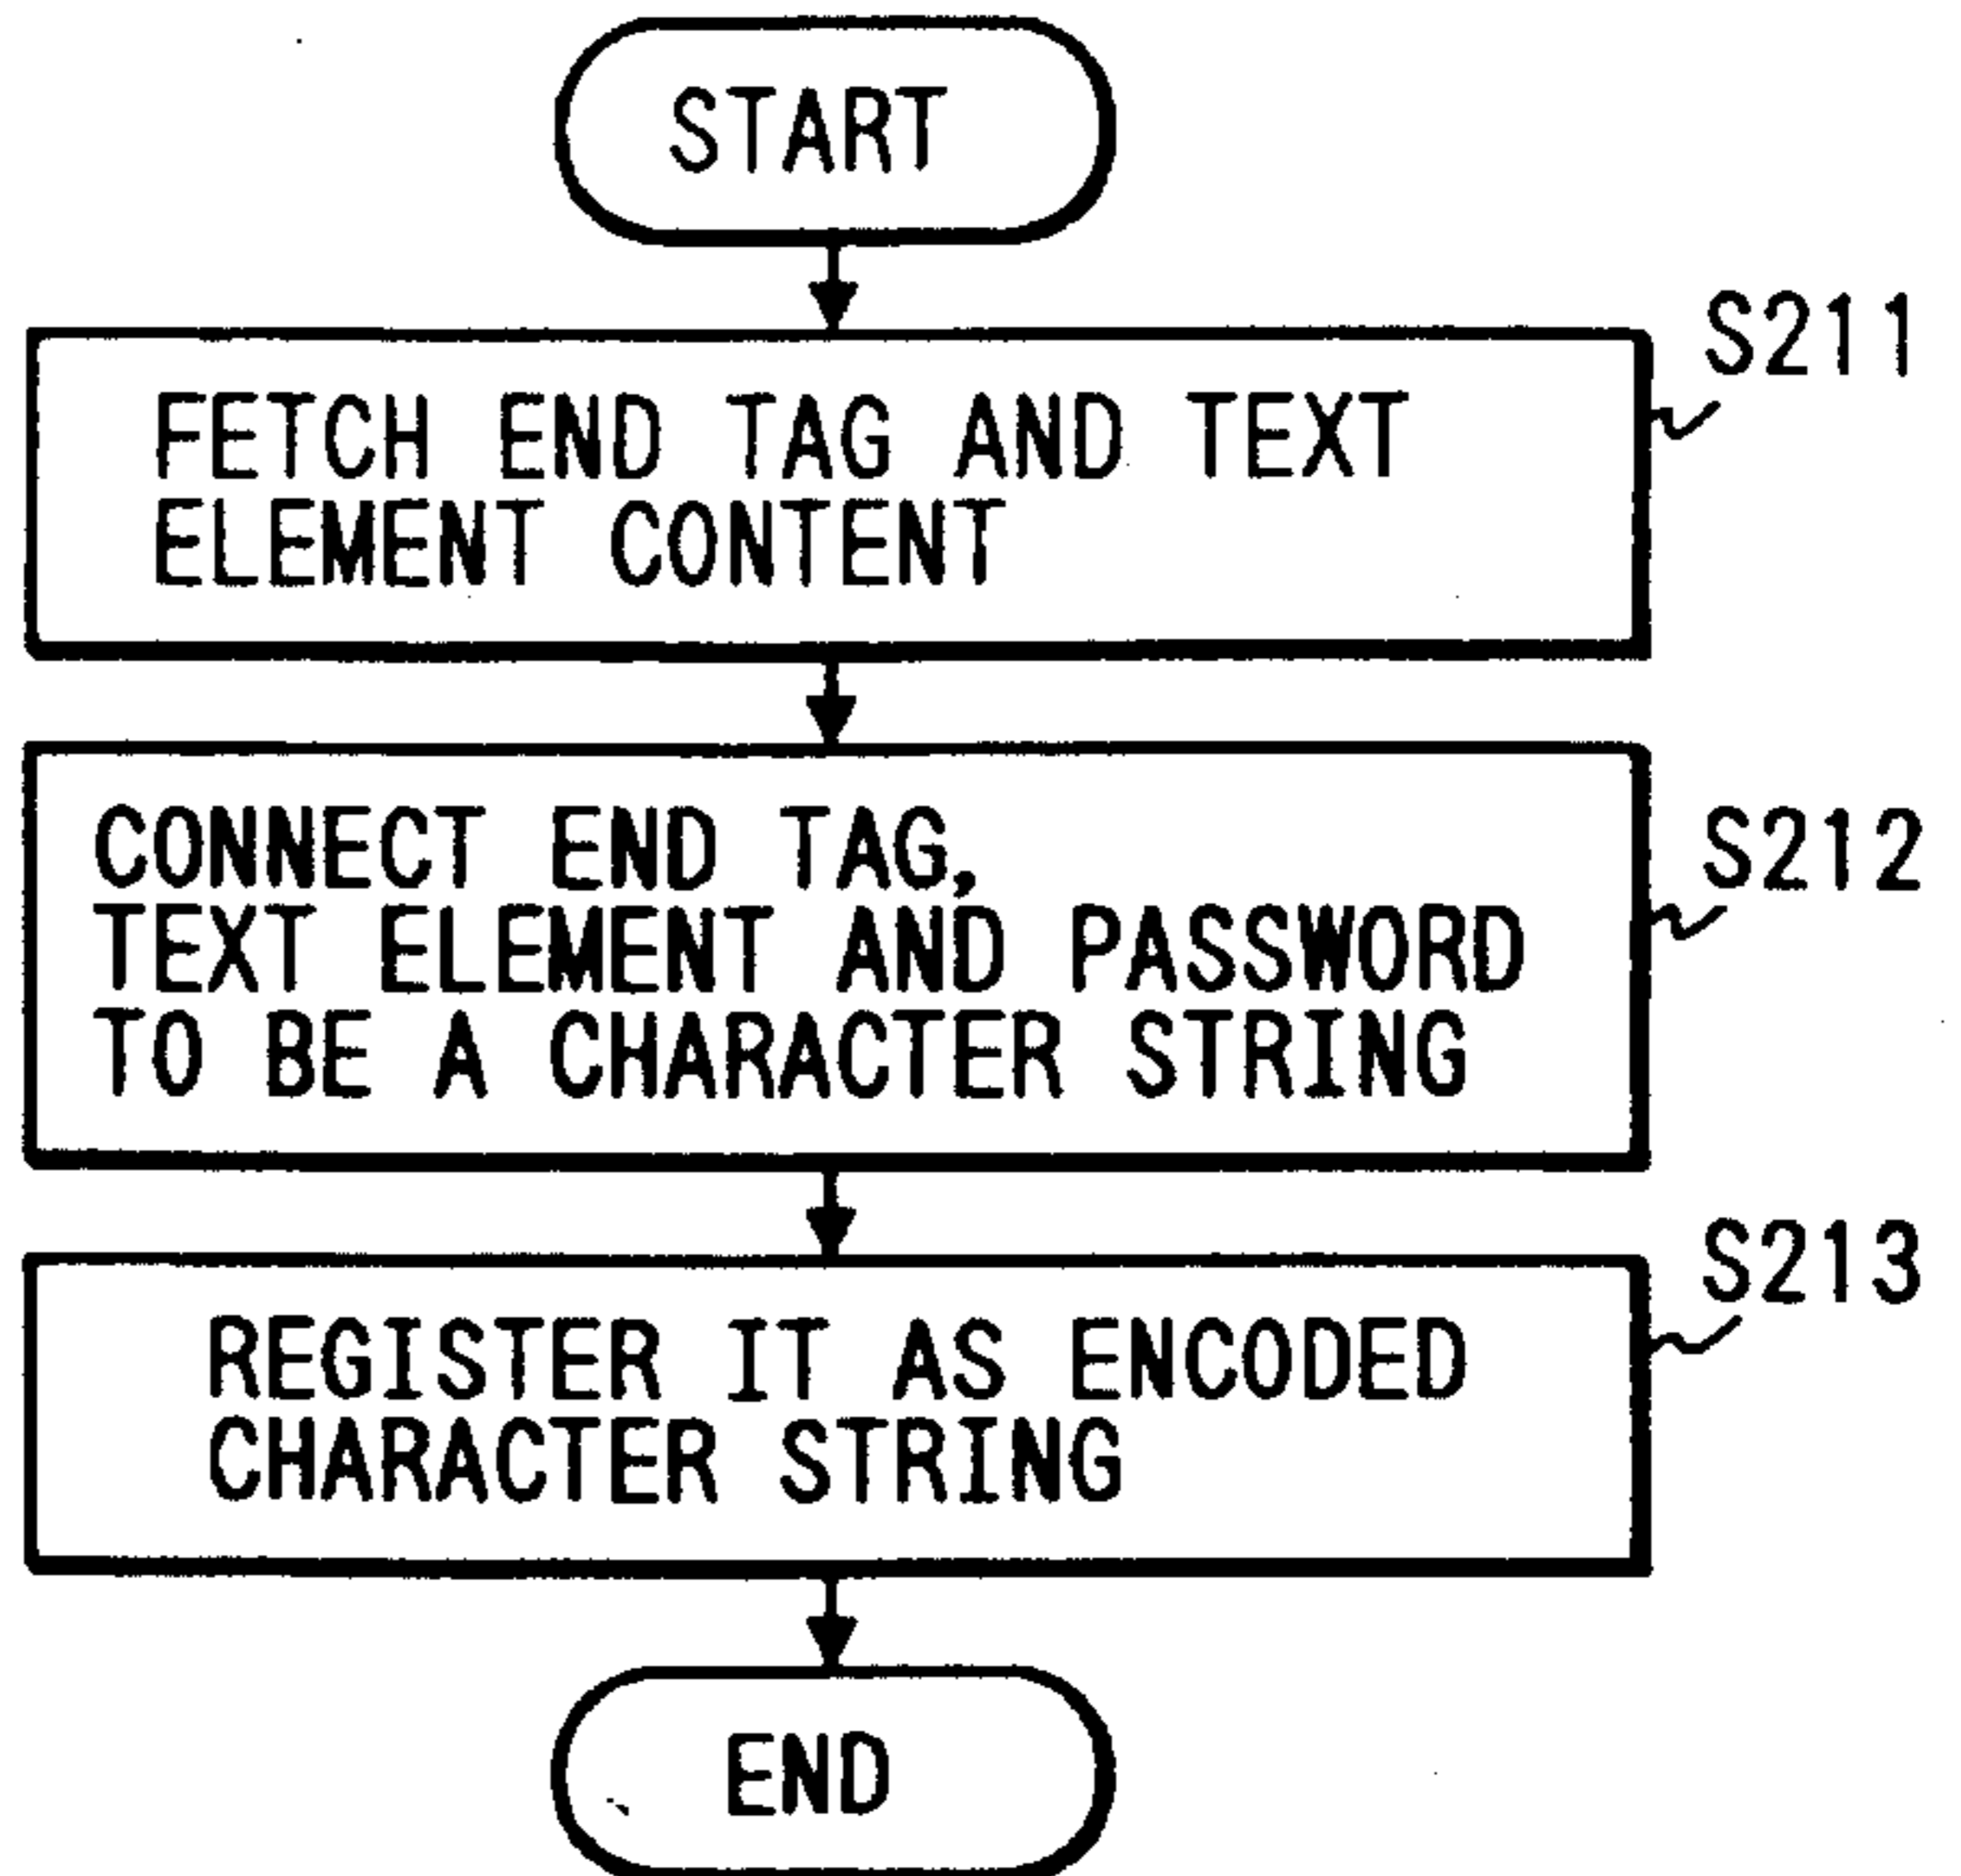 START
S211
FETCH END TAG AND TEXT
ELEMENT CONTENT
S212
CONNECT END TAG,
TEXT ELEMENT AND PASSWORD
TO BE A CHARACTER STRING
S213
REGISTER IT AS ENCODED
CHARACTER STRING
END